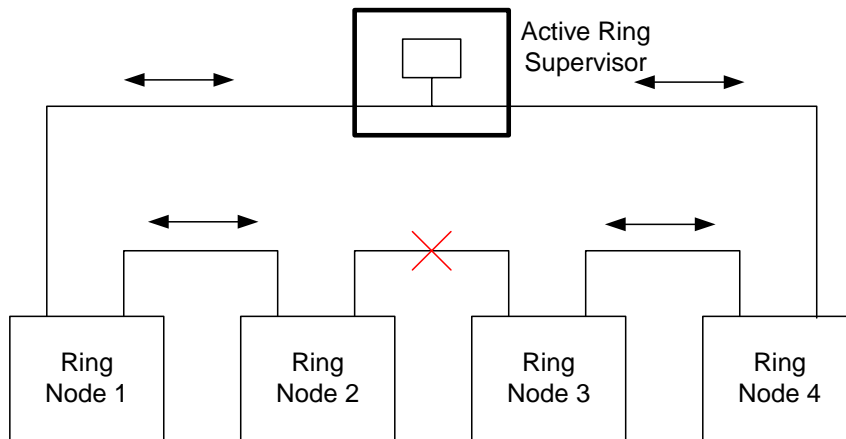 Active Ring
Supervisor
Ring
Node 1
Ring
Node 2
Ring
Node 3
Ring
Node 4